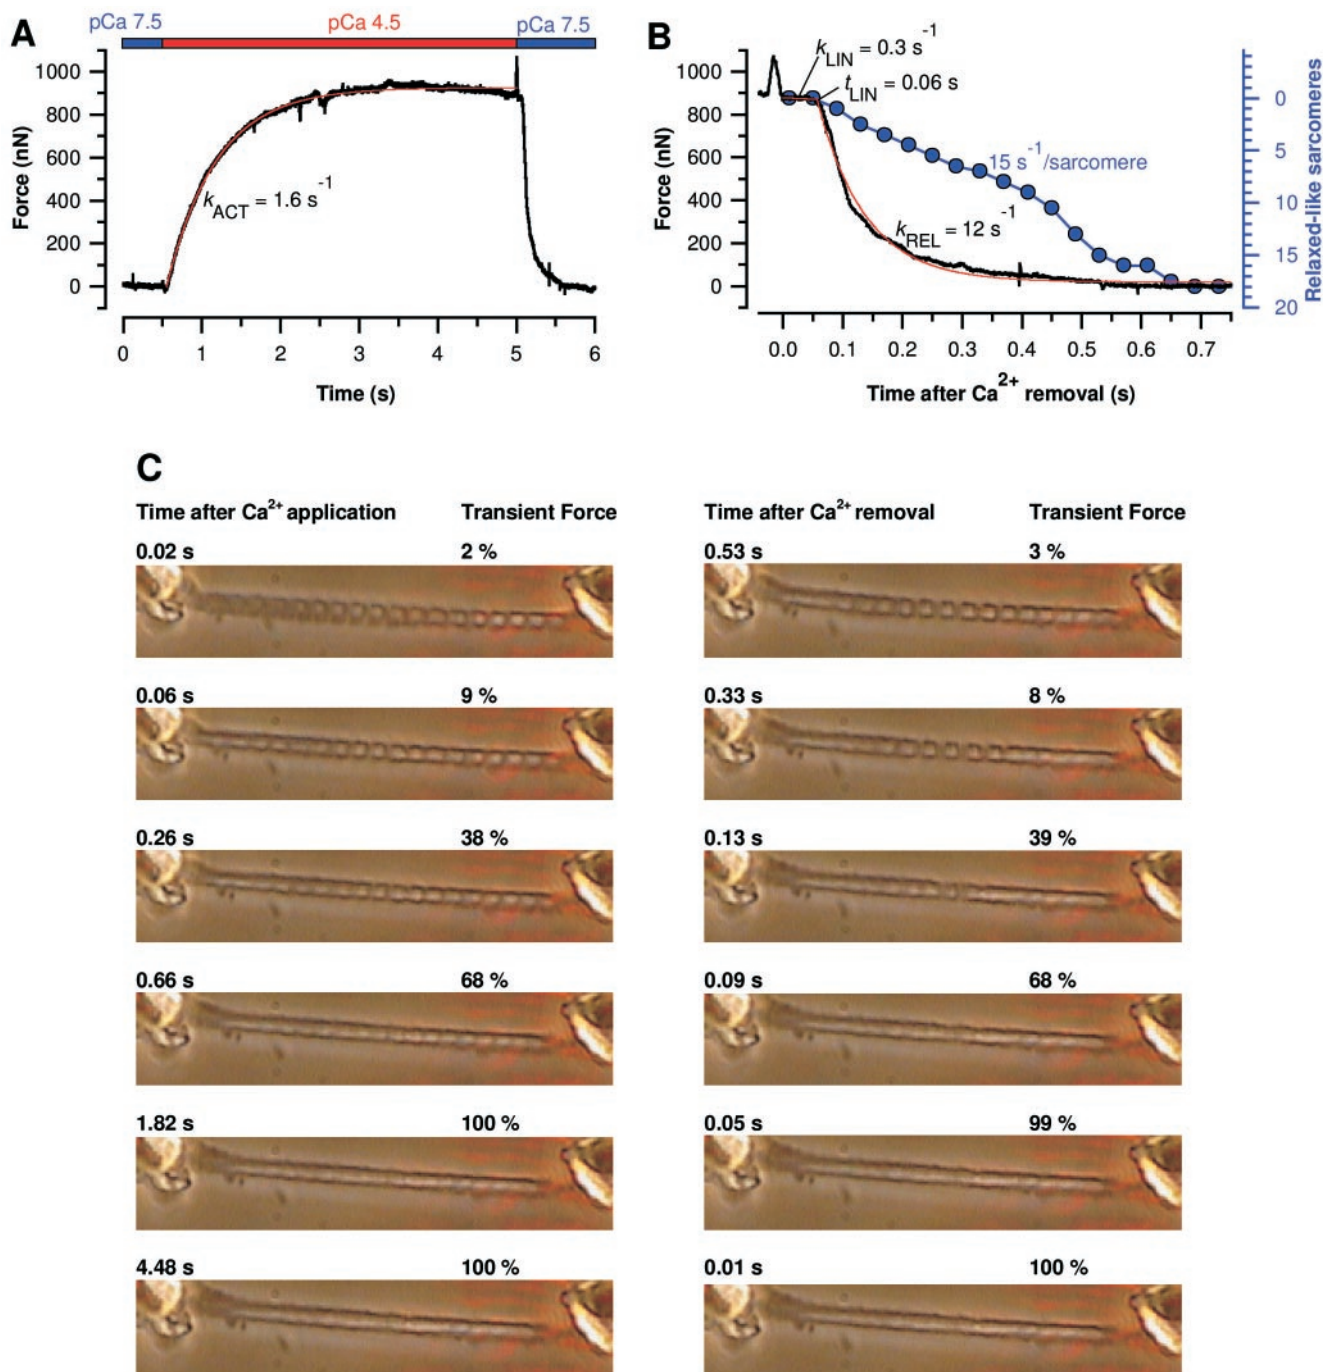 A
pCa 7.5 pCa 4.5 pCa 7.5
1000
800
600
400
200
0
Force (nN)
k_ACT = 1.6 s⁻¹
0 1 2 3 4 5 6
Time (s)
B
k_LIN = 0.3 s⁻¹
t_LIN = 0.06 s
1000
800
600
400
200
0
Force (nN)
15 s⁻¹/sarcomere
k_REL = 12 s⁻¹
0
5
10
15
20
Relaxed-like sarcomeres
0.0 0.1 0.2 0.3 0.4 0.5 0.6 0.7
Time after Ca²⁺ removal (s)
C
Time after Ca²⁺ application Transient Force
0.02 s 2 %
0.06 s 9 %
0.26 s 38 %
0.66 s 68 %
1.82 s 100 %
4.48 s 100 %
Time after Ca²⁺ removal Transient Force
0.53 s 3 %
0.33 s 8 %
0.13 s 39 %
0.09 s 68 %
0.05 s 99 %
0.01 s 100 %